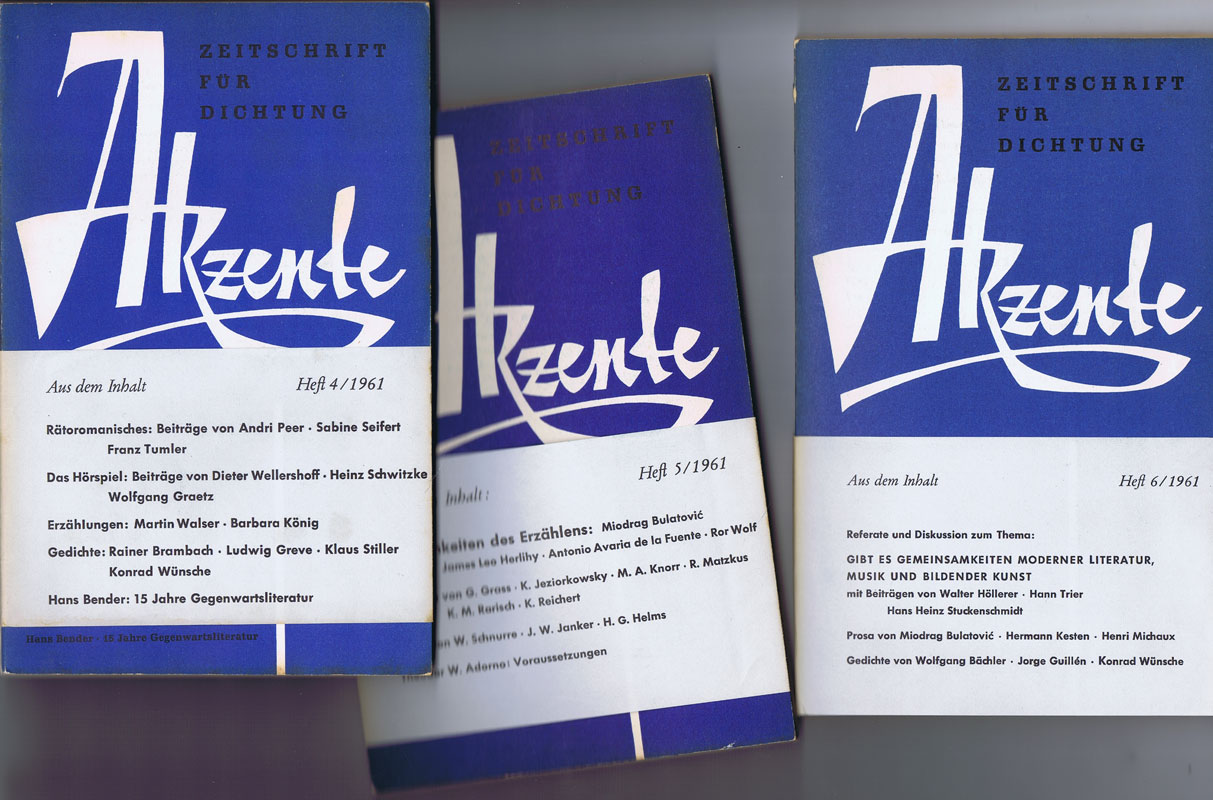 ZEITSCHRIFT
FÜR
DICHTUNG
Akzente
Aus dem Inhalt Heft 4/1961
Rätoromanisches: Beiträge von Andri Peer · Sabine Seifert
Franz Tumler
Das Hörspiel: Beiträge von Dieter Wellershoff · Heinz Schwitzke
Wolfgang Graetz
Erzählungen: Martin Walser · Barbara König
Gedichte: Rainer Brambach · Ludwig Greve · Klaus Stiller
Konrad Wünsche
Hans Bender: 15 Jahre Gegenwartsliteratur
Hans Bender · 15 Jahre Gegenwartsliteratur
ZEITSCHRIFT
FÜR
DICHTUNG
kzente
Inhalt: Heft 5/1961
keiten des Erzählens: Miodrag Bulatović
James Leo Herlihy · Antonio Avaria de la Fuente · Ror Wolf
von G. Grass · K. Jeziorkowsky · M. A. Knorr · R. Matzkus
K. M. Rarisch · K. Reichert
W. Schnurre · J. W. Janker · H. G. Helms
W. Adorno: Voraussetzungen
ZEITSCHRIFT
FÜR
DICHTUNG
Akzente
Aus dem Inhalt Heft 6/1961
Referate und Diskussion zum Thema:
GIBT ES GEMEINSAMKEITEN MODERNER LITERATUR,
MUSIK UND BILDENDER KUNST
mit Beiträgen von Walter Höllerer · Hann Trier
Hans Heinz Stuckenschmidt
Prosa von Miodrag Bulatović · Hermann Kesten · Henri Michaux
Gedichte von Wolfgang Bächler · Jorge Guillén · Konrad Wünsche